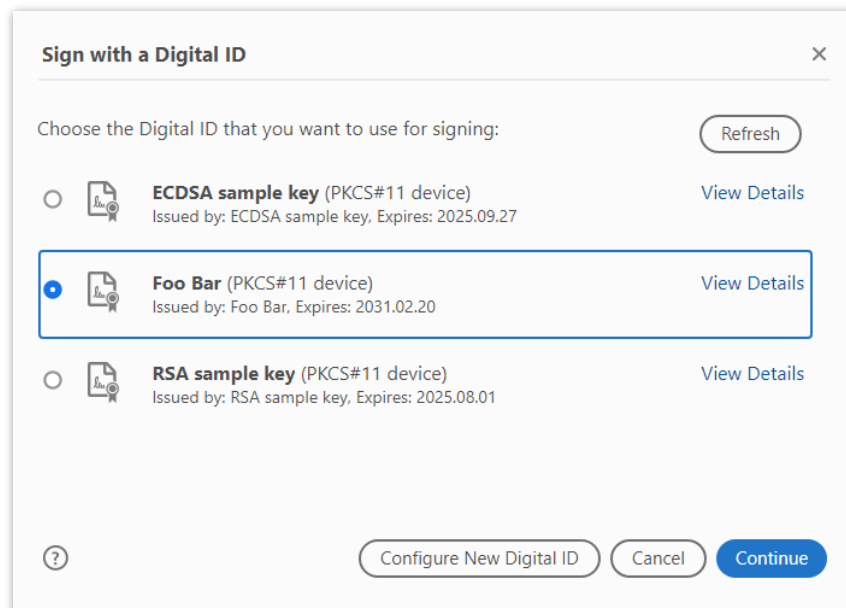 Sign with a Digital ID
Choose the Digital ID that you want to use for signing:
Refresh
ECDSA sample key (PKCS#11 device)
View Details
Issued by: ECDSA sample key, Expires: 2025.09.27
Foo Bar (PKCS#11 device)
View Details
Issued by: Foo Bar, Expires: 2031.02.20
RSA sample key (PKCS#11 device)
View Details
Issued by: RSA sample key, Expires: 2025.08.01
?
Configure New Digital ID
Cancel
Continue